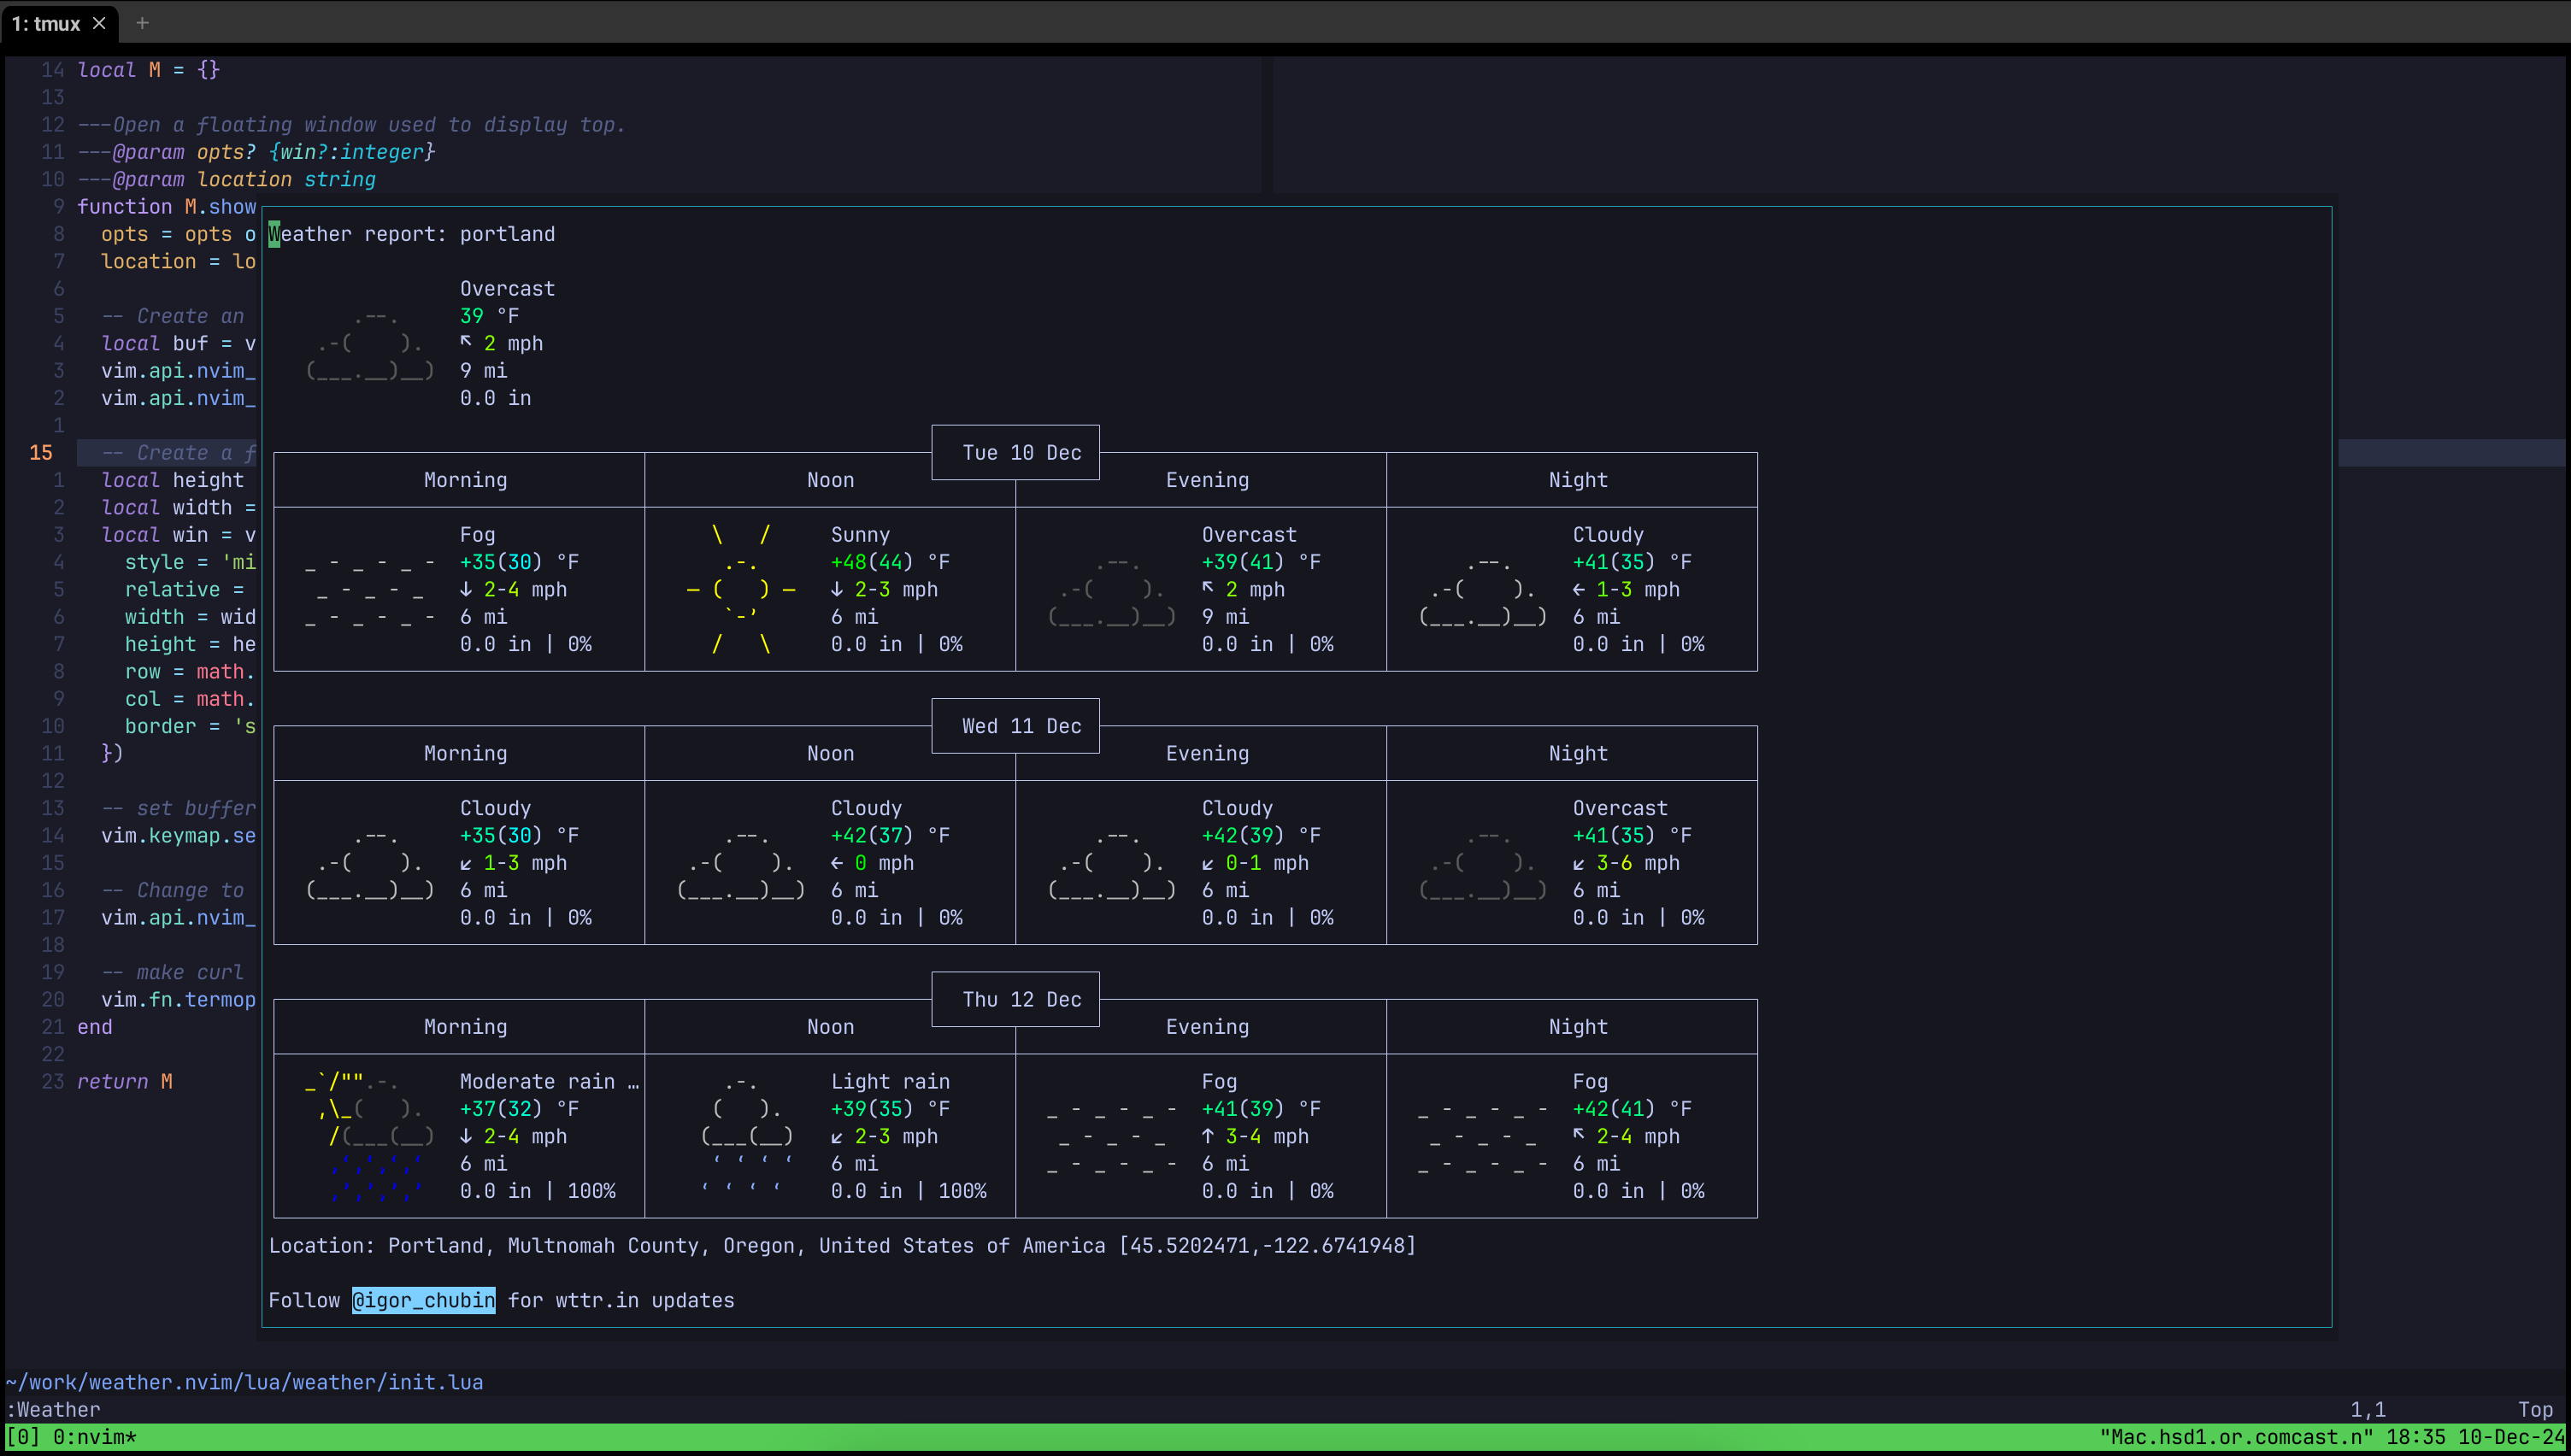 1: tmux × +
14 local M = {}
13
12 ---Open a floating window used to display top.
11 ---@param opts? {win?:integer}
10 ---@param location string
9 function M.show
8 opts = opts o
7 location = lo
6
5 -- Create an
4 local buf = v
3 vim.api.nvim_
2 vim.api.nvim_
1
15 -- Create a f
1 local height
2 local width =
3 local win = v
4 style = 'mi
5 relative =
6 width = wid
7 height = he
8 row = math.
9 col = math.
10 border = 's
11 })
12
13 -- set buffer
14 vim.keymap.se
15
16 -- Change to
17 vim.api.nvim_
18
19 -- make curl
20 vim.fn.termop
21 end
22
23 return M
Weather report: portland
Overcast
39 °F
↖ 2 mph
9 mi
0.0 in
Tue 10 Dec
Morning Noon Evening Night
Fog Sunny Overcast Cloudy
+35(30) °F +48(44) °F +39(41) °F +41(35) °F
↓ 2-4 mph ↓ 2-3 mph ↖ 2 mph ← 1-3 mph
6 mi 6 mi 9 mi 6 mi
0.0 in | 0% 0.0 in | 0% 0.0 in | 0% 0.0 in | 0%
Wed 11 Dec
Morning Noon Evening Night
Cloudy Cloudy Cloudy Overcast
+35(30) °F +42(37) °F +42(39) °F +41(35) °F
↙ 1-3 mph ← 0 mph ↙ 0-1 mph ↙ 3-6 mph
6 mi 6 mi 6 mi 6 mi
0.0 in | 0% 0.0 in | 0% 0.0 in | 0% 0.0 in | 0%
Thu 12 Dec
Morning Noon Evening Night
Moderate rain … Light rain Fog Fog
+37(32) °F +39(35) °F +41(39) °F +42(41) °F
↓ 2-4 mph ↙ 2-3 mph ↑ 3-4 mph ↖ 2-4 mph
6 mi 6 mi 6 mi 6 mi
0.0 in | 100% 0.0 in | 100% 0.0 in | 0% 0.0 in | 0%
Location: Portland, Multnomah County, Oregon, United States of America [45.5202471,-122.6741948]
Follow @igor_chubin for wttr.in updates
~/work/weather.nvim/lua/weather/init.lua
:Weather 1,1 Top
[0] 0:nvim* "Mac.hsd1.or.comcast.n" 18:35 10-Dec-24